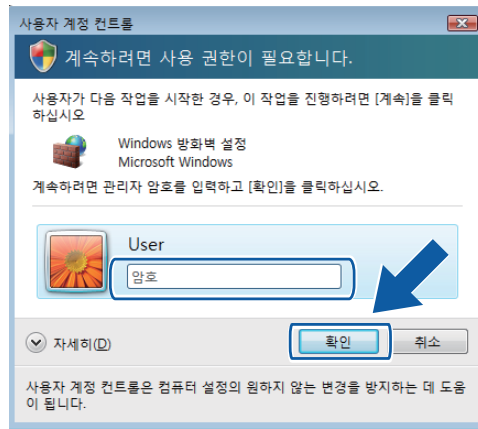 사용자 계정 컨트롤
계속하려면 사용 권한이 필요합니다.
사용자가 다음 작업을 시작한 경우, 이 작업을 진행하려면 [계속]을 클릭
하십시오
Windows 방화벽 설정
Microsoft Windows
계속하려면 관리자 암호를 입력하고 [확인]을 클릭하십시오.
User
암호
자세히(D)
확인
취소
사용자 계정 컨트롤은 컴퓨터 설정의 원하지 않는 변경을 방지하는 데 도움
이 됩니다.